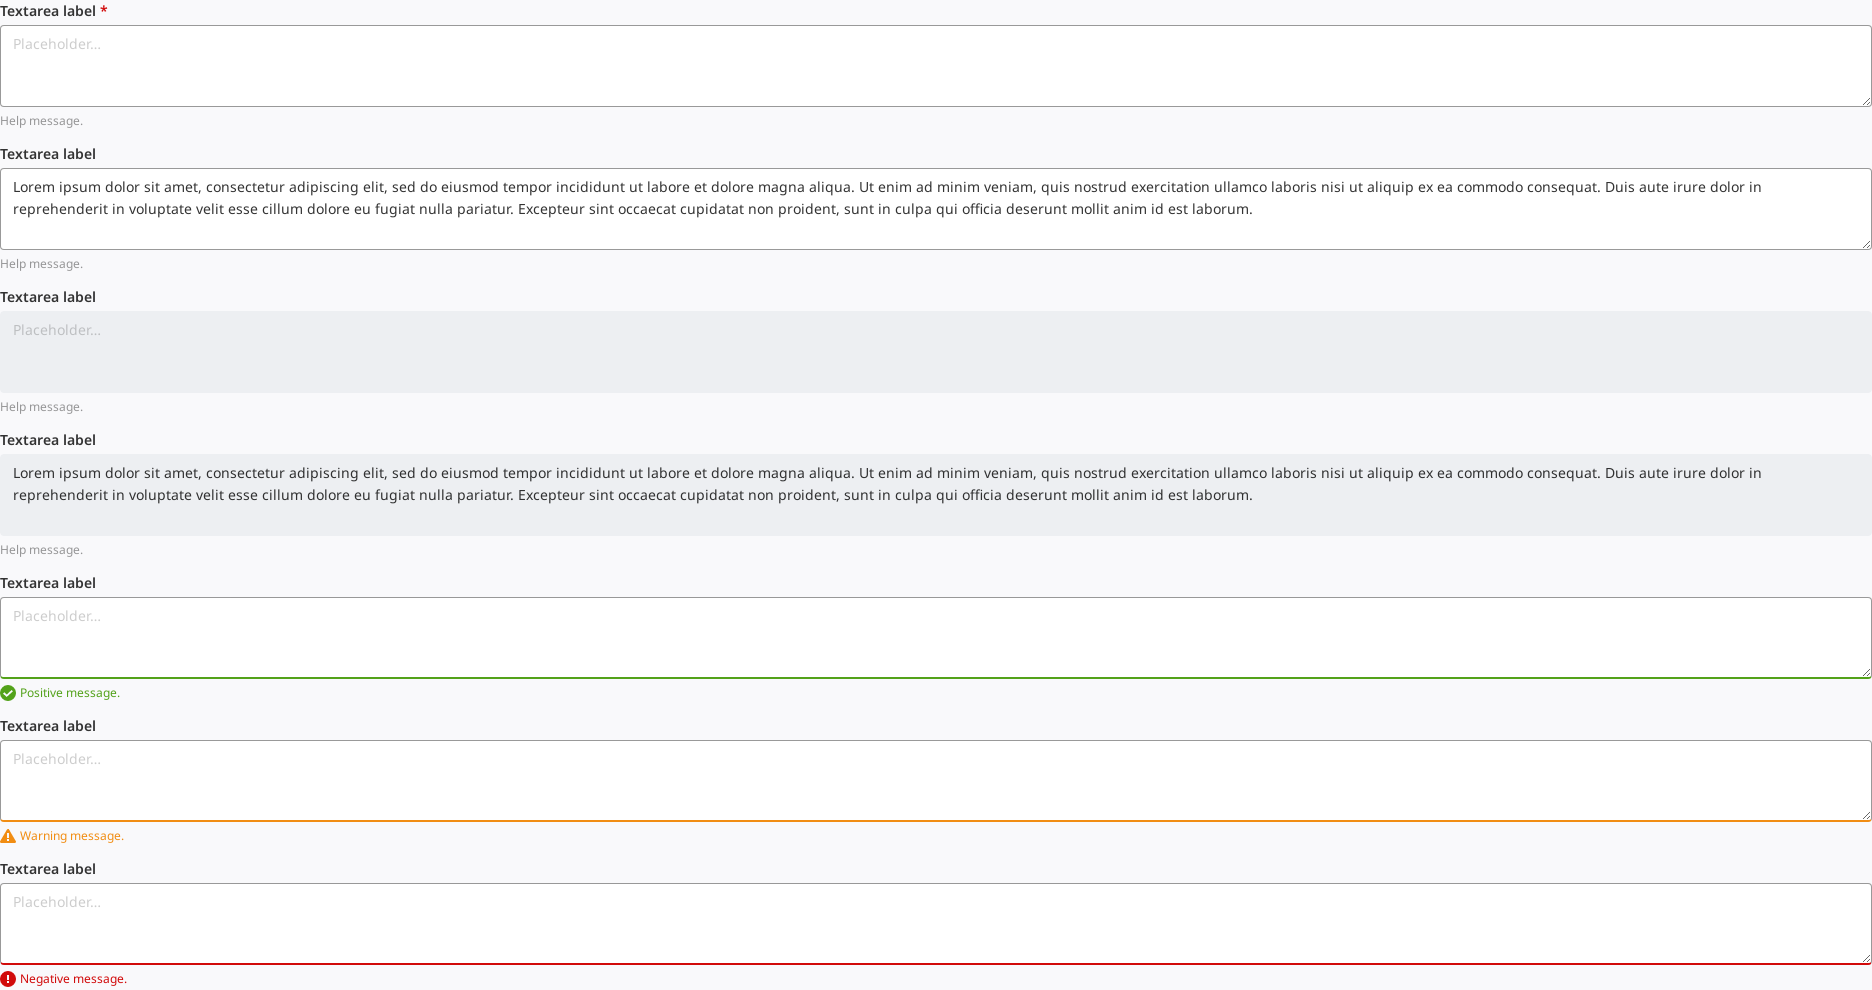 Textarea label *
Placeholder...
Help message.
Textarea label
Lorem ipsum dolor sit amet, consectetur adipiscing elit, sed do eiusmod tempor incididunt ut labore et dolore magna aliqua. Ut enim ad minim veniam, quis nostrud exercitation ullamco laboris nisi ut aliquip ex ea commodo consequat. Duis aute irure dolor in
reprehenderit in voluptate velit esse cillum dolore eu fugiat nulla pariatur. Excepteur sint occaecat cupidatat non proident, sunt in culpa qui officia deserunt mollit anim id est laborum.
Help message.
Textarea label
Placeholder...
Help message.
Textarea label
Lorem ipsum dolor sit amet, consectetur adipiscing elit, sed do eiusmod tempor incididunt ut labore et dolore magna aliqua. Ut enim ad minim veniam, quis nostrud exercitation ullamco laboris nisi ut aliquip ex ea commodo consequat. Duis aute irure dolor in
reprehenderit in voluptate velit esse cillum dolore eu fugiat nulla pariatur. Excepteur sint occaecat cupidatat non proident, sunt in culpa qui officia deserunt mollit anim id est laborum.
Help message.
Textarea label
Placeholder...
Positive message.
Textarea label
Placeholder...
Warning message.
Textarea label
Placeholder...
Negative message.